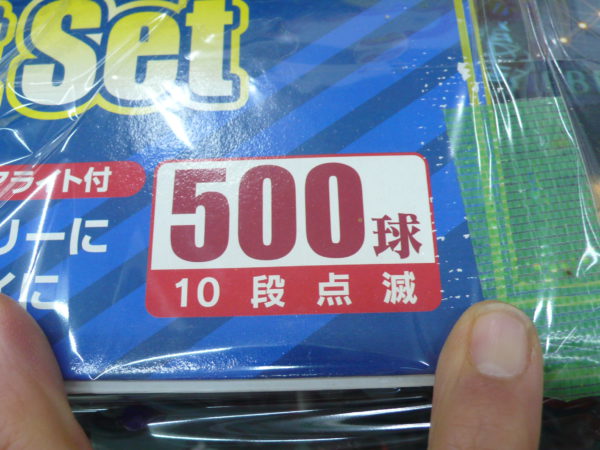 Set
アライト付
リーに
くに
500球
10段点滅